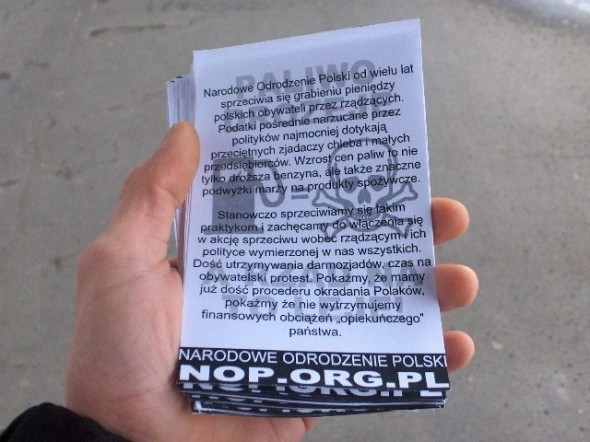 Narodowe Odrodzenie Polski od wielu lat
sprzeciwia się grabieniu pieniędzy
polskich obywateli przez rządzących.
Podatki pośrednie narzucane przez
polityków najmocniej dotykają
przeciętnych zjadaczy chleba i małych
przedsiębiorców. Wzrost cen paliw to nie
tylko droższa benzyna, ale także znaczne
podwyżki marży na produkty spożywcze.
Stanowczo sprzeciwiamy się takim
praktykom i zachęcamy do włączenia się
w akcję sprzeciwu wobec rządzącym i ich
polityce wymierzonej w nas wszystkich.
Dość utrzymywania darmozjadów, czas na
obywatelski protest. Pokażmy, że mamy
już dość procederu okradania Polaków,
pokażmy że nie wytrzymujemy
finansowych obciążeń „opiekuńczego"
państwa.
NARODOWE ODRODZENIE POLSKI
NOP.ORG.PL